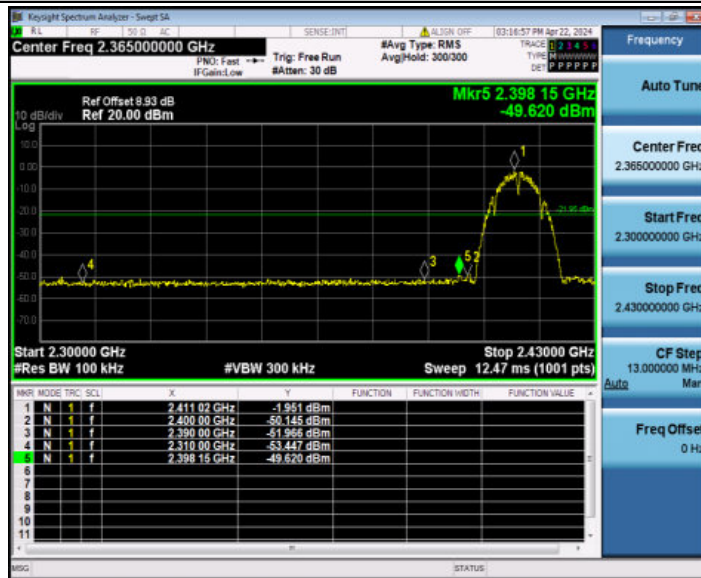 Keysight Spectrum Analyzer - Swept SA
RL RF 50 Ω AC SENSE:INT ALIGN OFF 03:16:57 PM Apr 22, 2024
Center Freq 2.365000000 GHz
PNO: Fast
IFGain:Low
Trig: Free Run
#Atten: 30 dB
#Avg Type: RMS
Avg|Hold: 300/300
TRACE 1 2 3 4 5 6
TYPE M
DET P P P P P P
Ref Offset 8.93 dB
10 dB/div Ref 20.00 dBm
Log
Mkr5 2.398 15 GHz
-49.620 dBm
10.0
0.00
-10.0
-20.0
-30.0
-40.0
-50.0
-60.0
-70.0
1
-21.95 dBm
4
3
5 2
Start 2.30000 GHz Stop 2.43000 GHz
#Res BW 100 kHz #VBW 300 kHz Sweep 12.47 ms (1001 pts)
MKR MODE TRC SCL X Y FUNCTION FUNCTION WIDTH FUNCTION VALUE
1 N 1 f 2.411 02 GHz -1.951 dBm
2 N 1 f 2.400 00 GHz -50.145 dBm
3 N 1 f 2.390 00 GHz -51.966 dBm
4 N 1 f 2.310 00 GHz -53.447 dBm
5 N 1 f 2.398 15 GHz -49.620 dBm
6
7
8
9
10
11
MSG STATUS
Frequency
Auto Tune
Center Freq
2.365000000 GHz
Start Freq
2.300000000 GHz
Stop Freq
2.430000000 GHz
CF Step
13.000000 MHz
Auto Man
Freq Offset
0 Hz